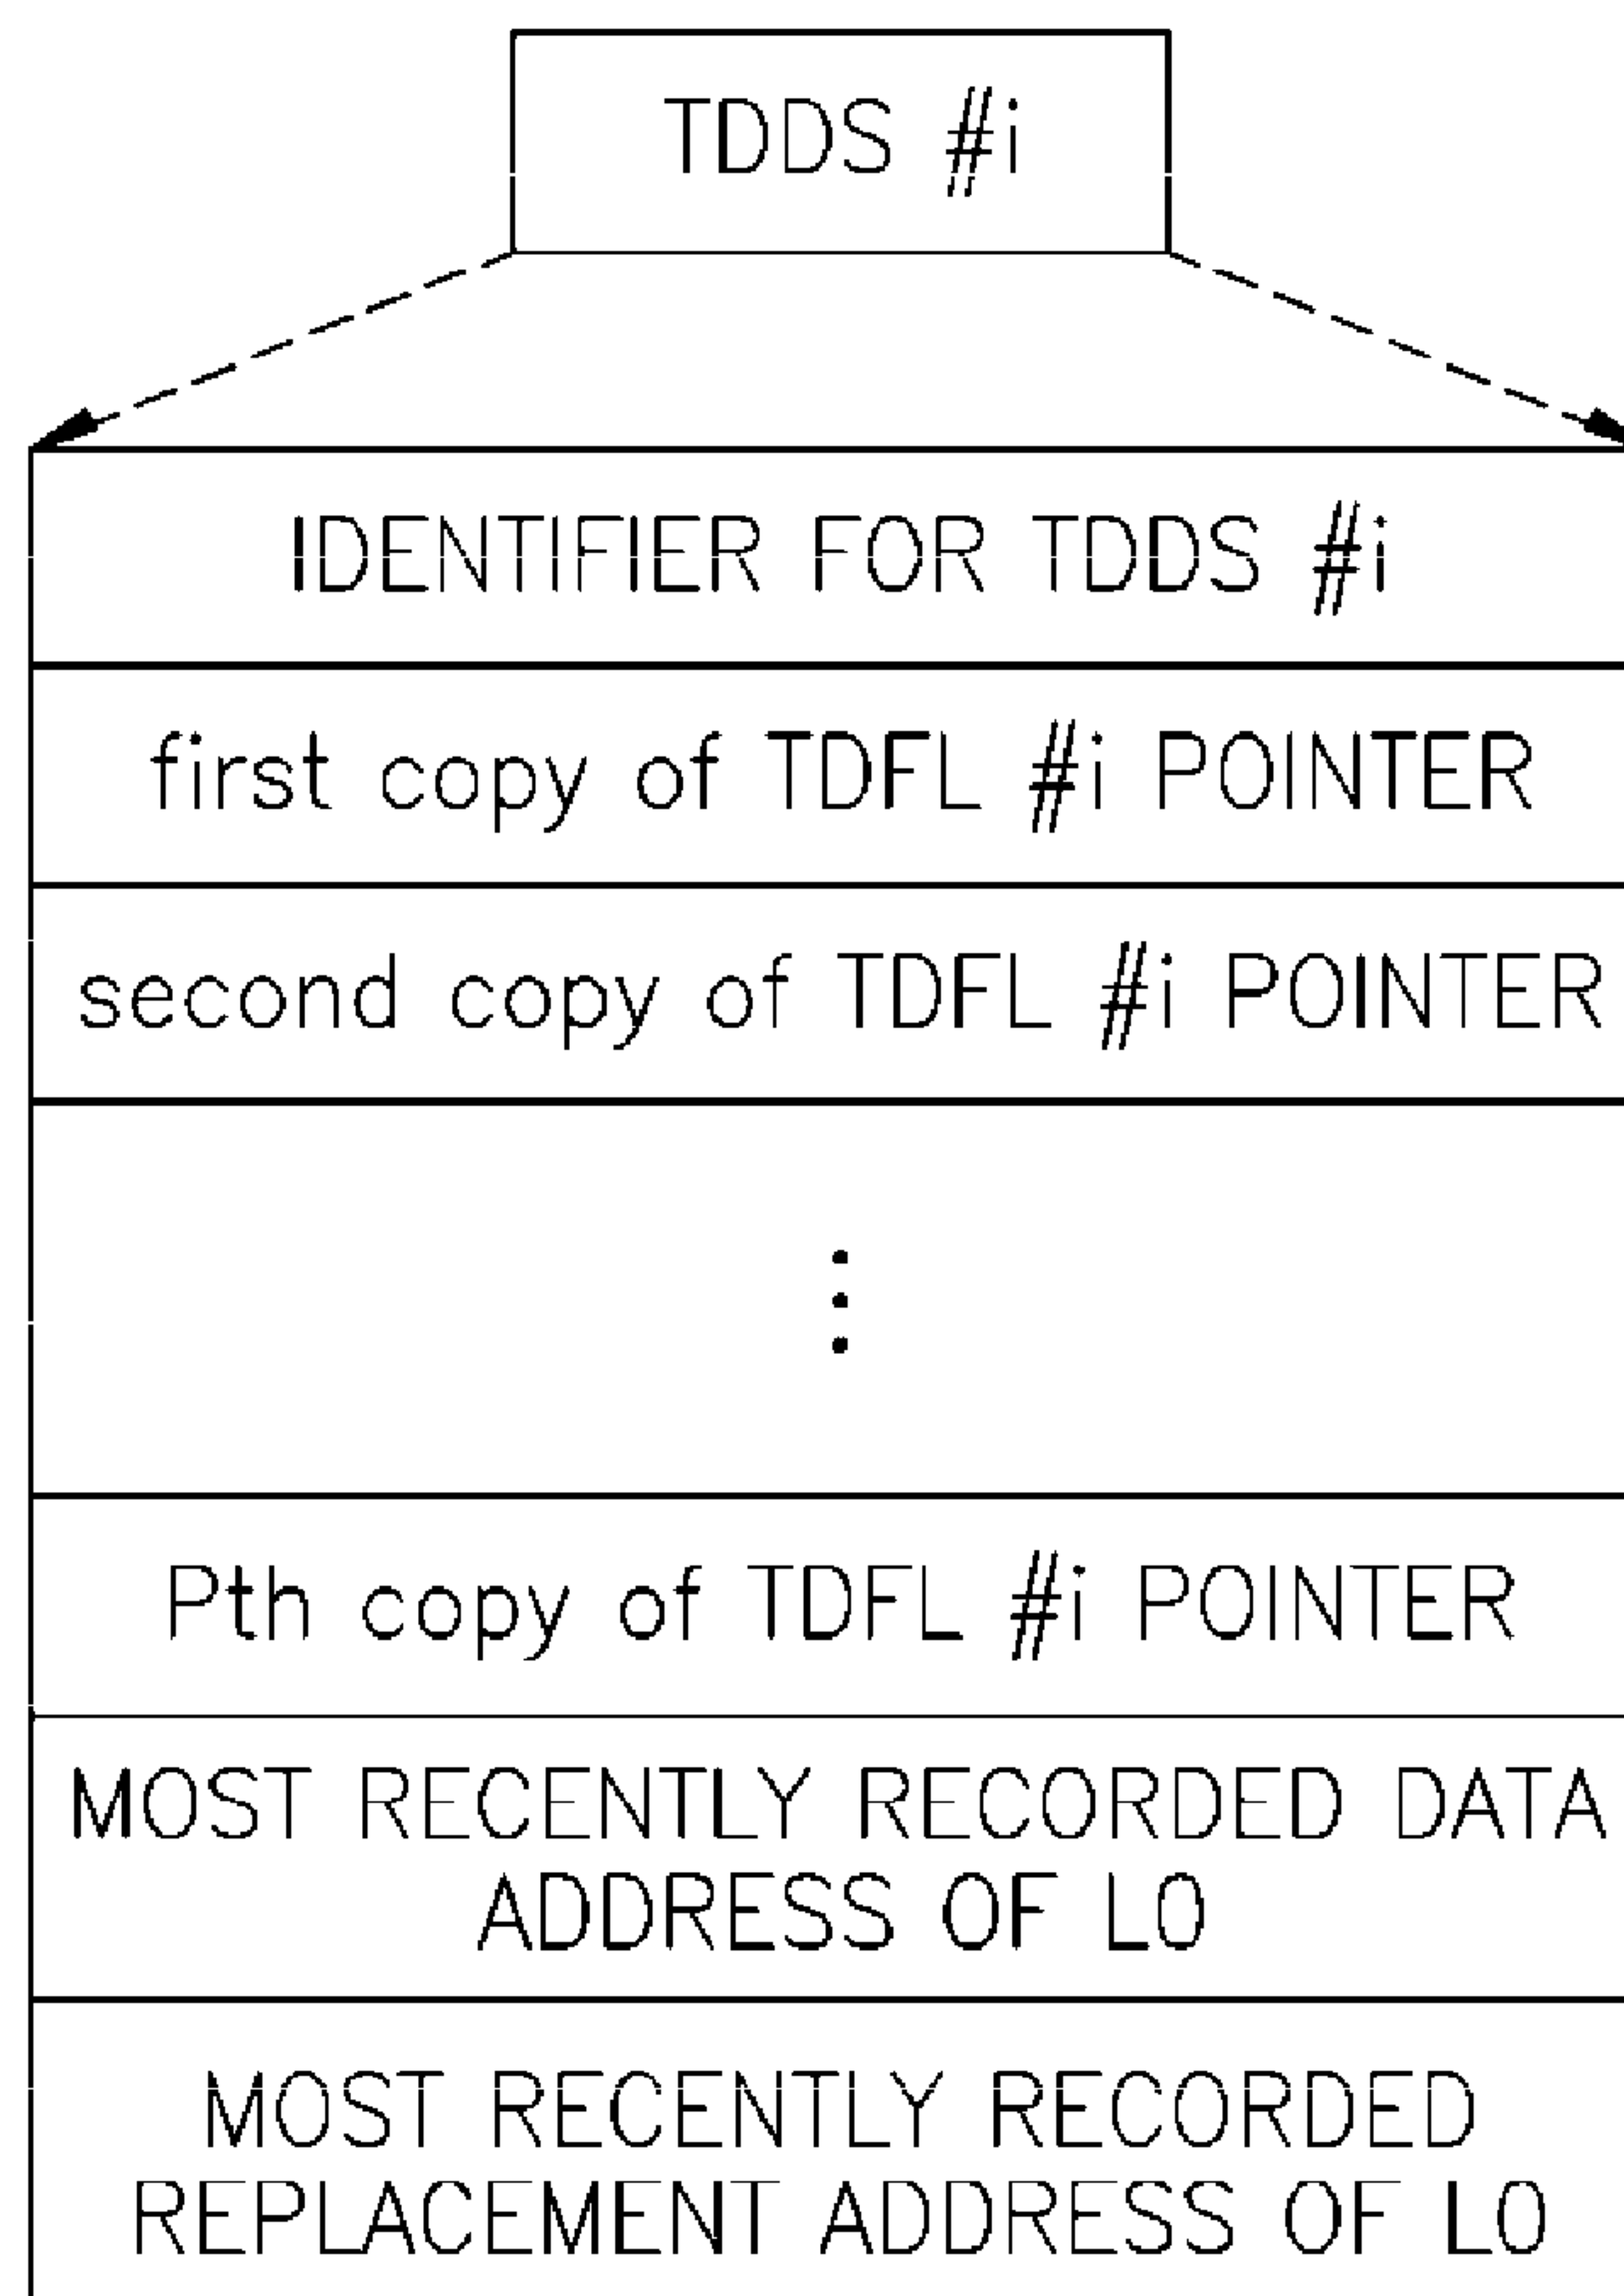 TDDS #i
IDENTIFIER FOR TDDS #i
first copy of TDFL #i POINTER
second copy of TDFL #i POINTER
Pth copy of TDFL #i POINTER
MOST RECENTLY RECORDED DATA
ADDRESS OF L0
MOST RECENTLY RECORDED
REPLACEMENT ADDRESS OF L0